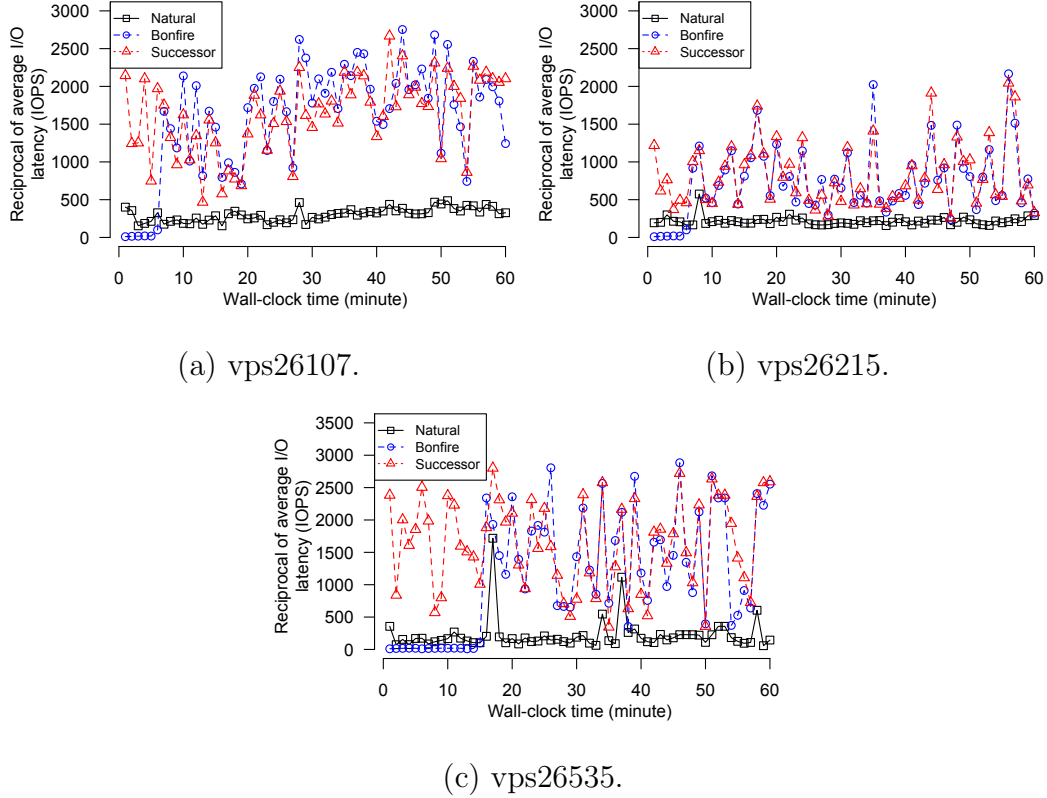 Reciprocal of average I/O
latency (IOPS)
3000
2500
2000
1500
1000
500
0
Natural
Bonfire
Successor
0 10 20 30 40 50 60
Wall-clock time (minute)
(a) vps26107.
Reciprocal of average I/O
latency (IOPS)
3000
2500
2000
1500
1000
500
0
Natural
Bonfire
Successor
0 10 20 30 40 50 60
Wall-clock time (minute)
(b) vps26215.
Reciprocal of average I/O
latency (IOPS)
3500
3000
2500
2000
1500
1000
500
0
Natural
Bonfire
Successor
0 10 20 30 40 50 60
Wall-clock time (minute)
(c) vps26535.